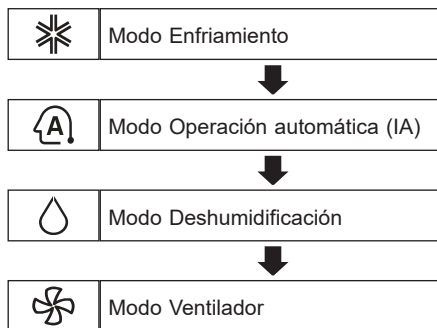 Modo Enfriamiento
A
Modo Operación automática (IA)
Modo Deshumidificación
Modo Ventilador